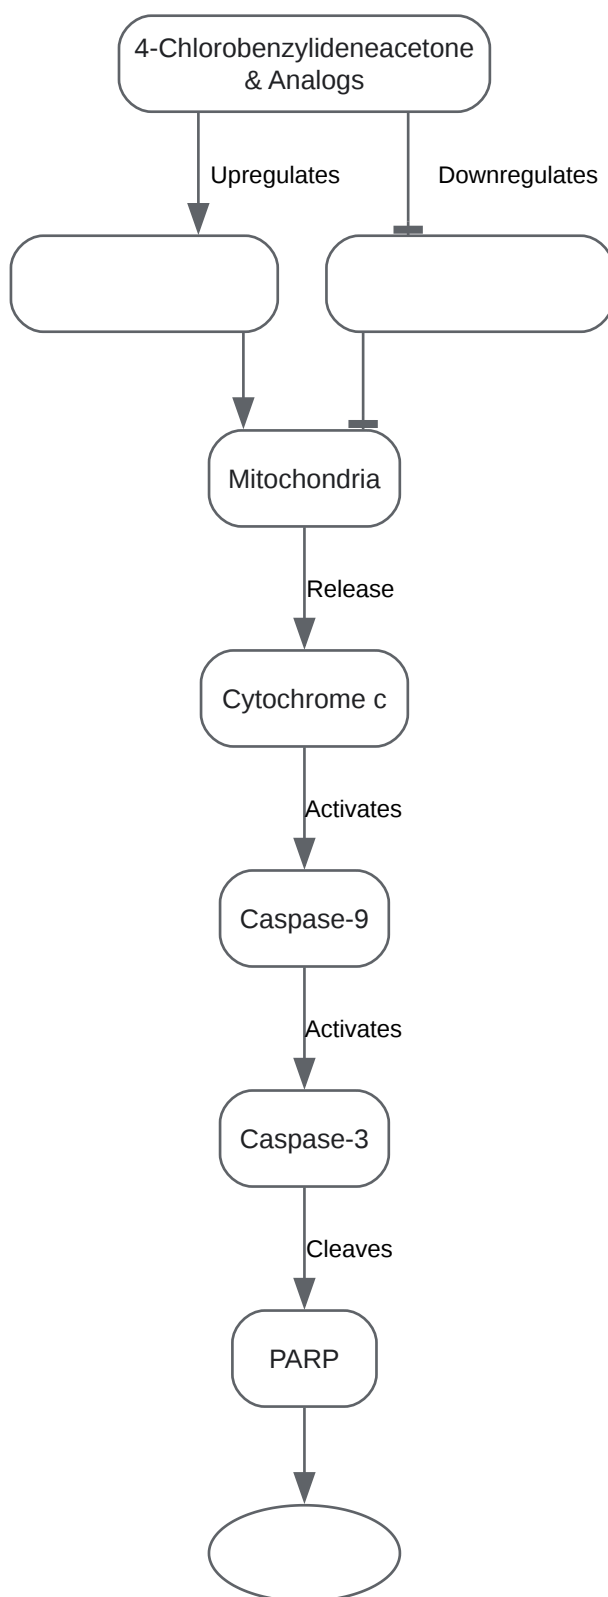 4-Chlorobenzylideneacetone
& Analogs
Upregulates
Downregulates
Mitochondria
Release
Cytochrome c
Activates
Caspase-9
Activates
Caspase-3
Cleaves
PARP